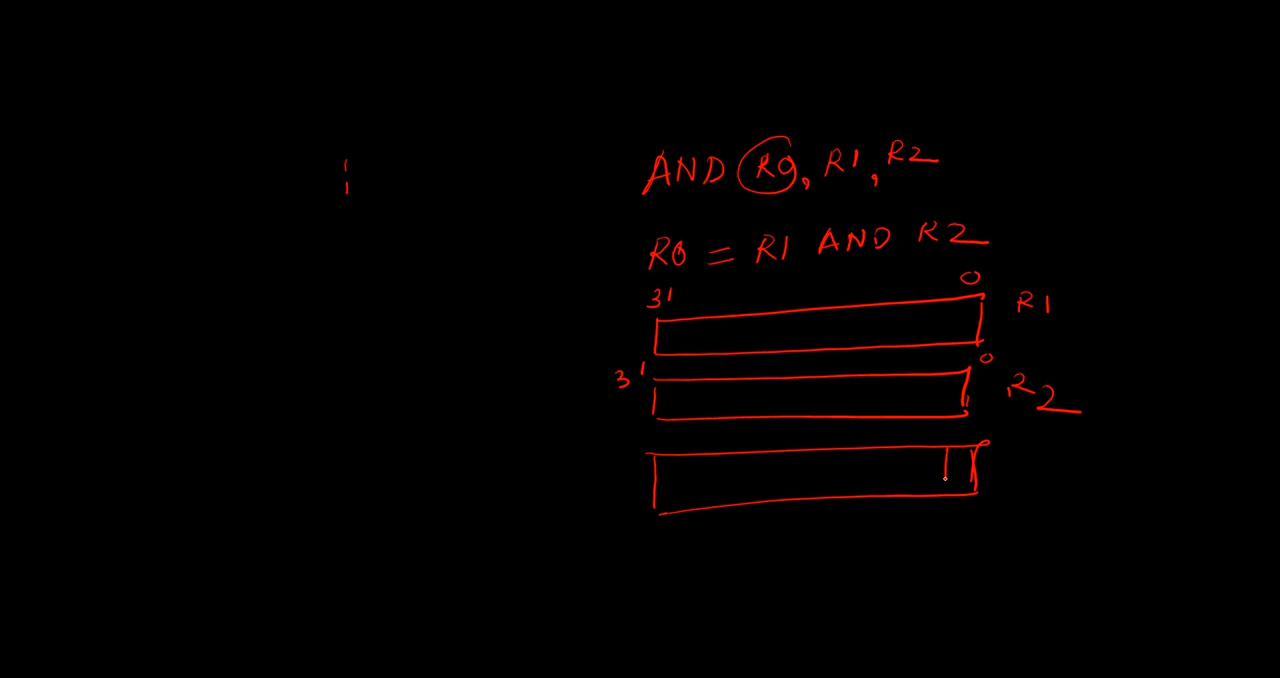 AND R0, R1, R2
R0 = R1 AND R2
31 0 R1
31 0 R2